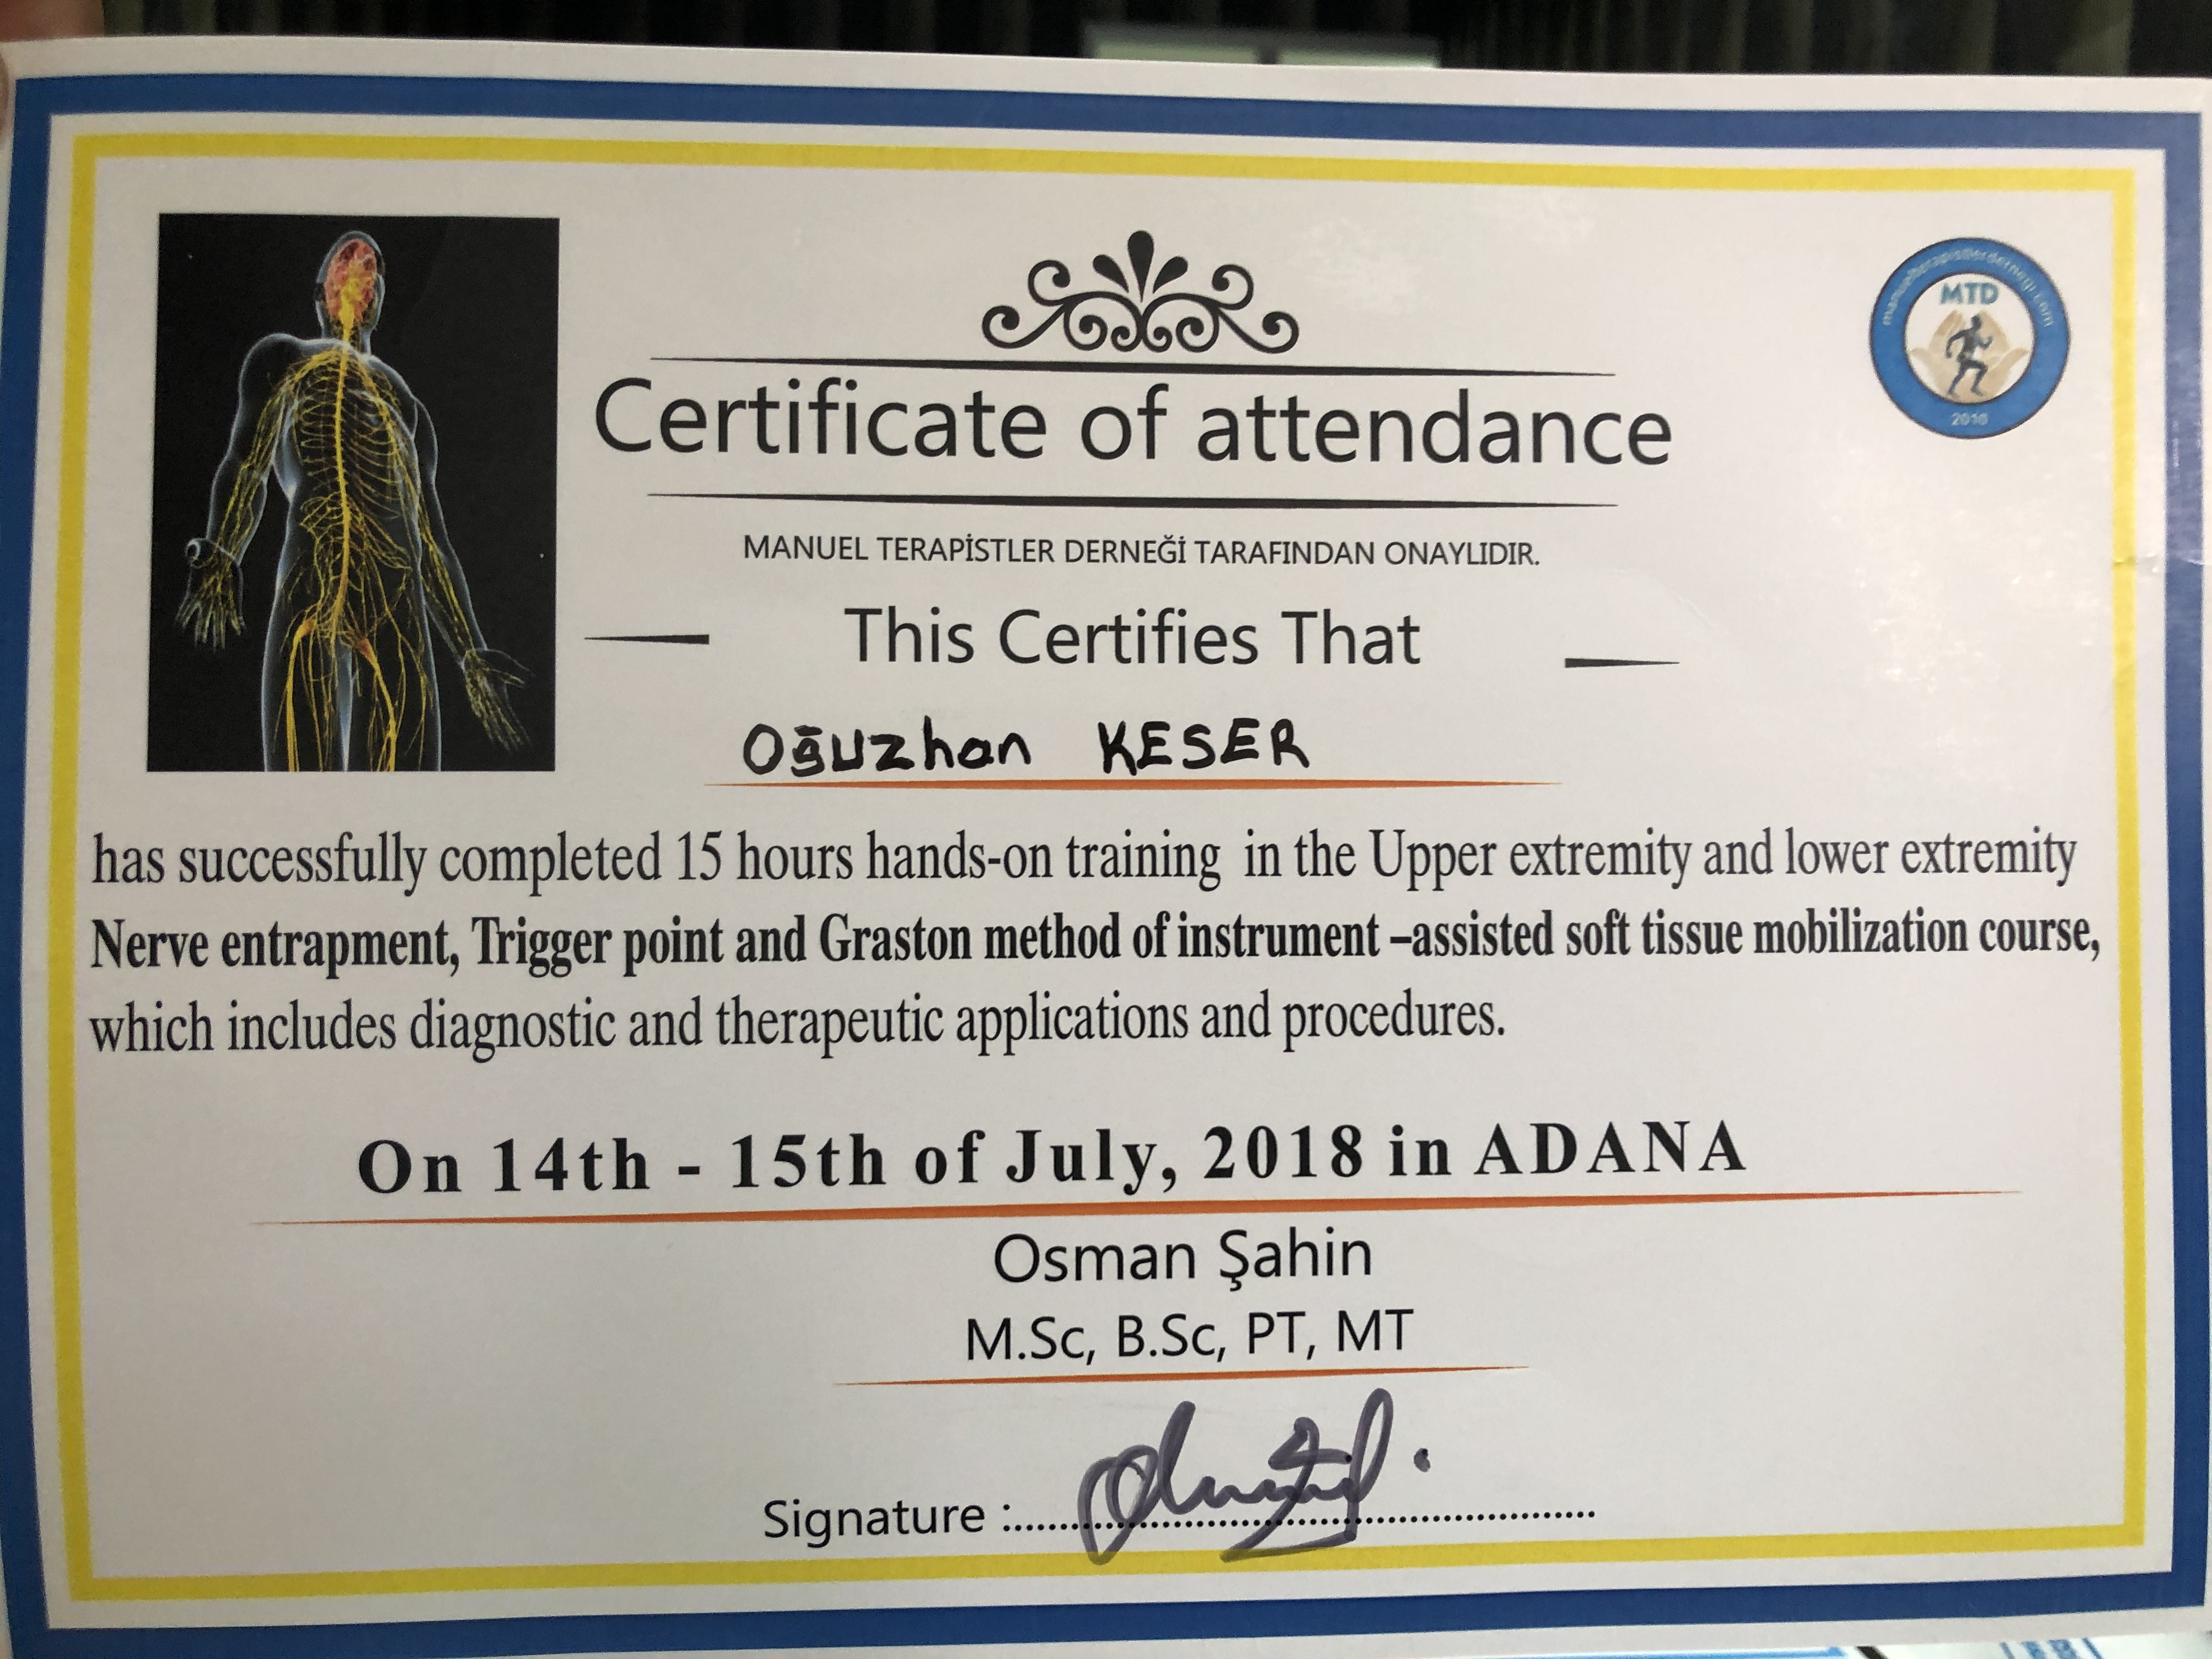 manuelterapistlerdernegi.com
MTD
2016
Certificate of attendance
MANUEL TERAPİSTLER DERNEĞİ TARAFINDAN ONAYLIDIR.
This Certifies That
Oğuzhan KESER
has successfully completed 15 hours hands-on training in the Upper extremity and lower extremity
Nerve entrapment, Trigger point and Graston method of instrument –assisted soft tissue mobilization course,
which includes diagnostic and therapeutic applications and procedures.
On 14th - 15th of July, 2018 in ADANA
Osman Şahin
M.Sc, B.Sc, PT, MT
Signature :